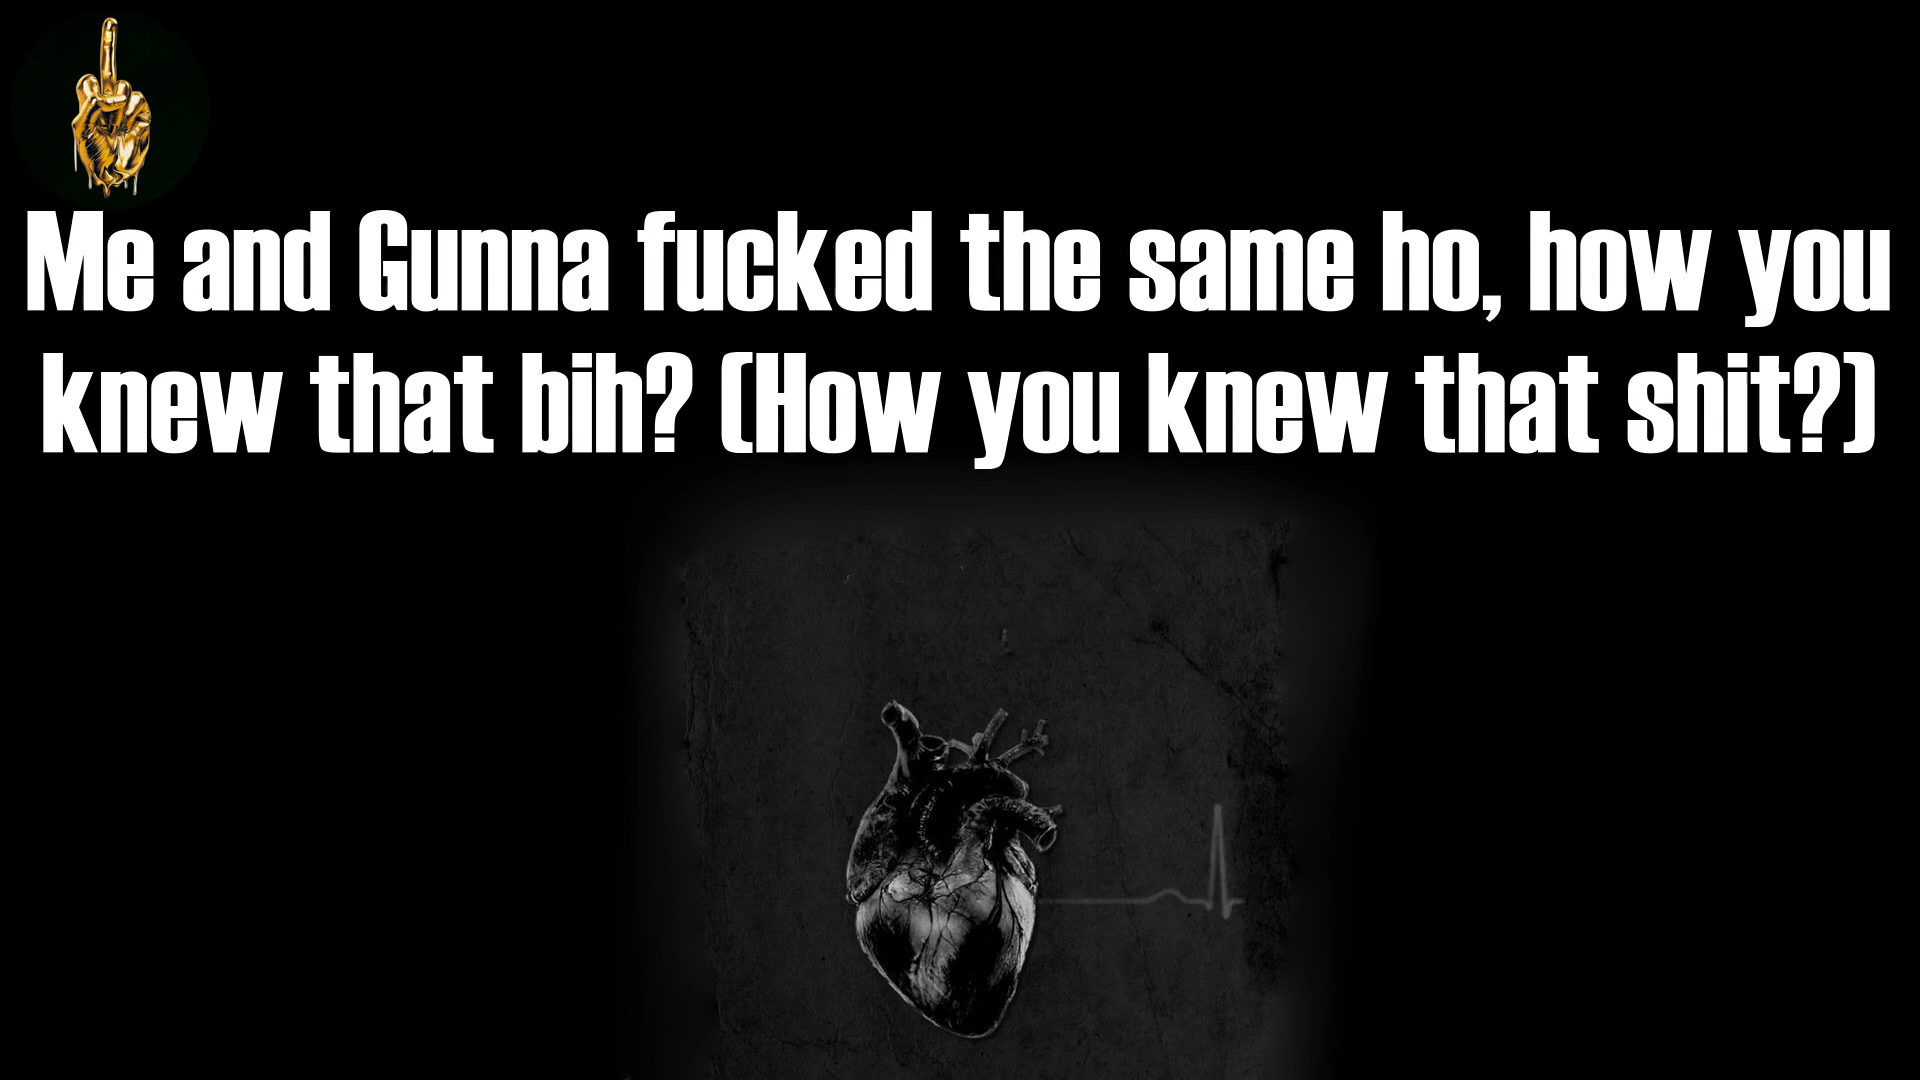 Me and Gunna fucked the same ho, how you
knew that bih? (How you knew that shit?)